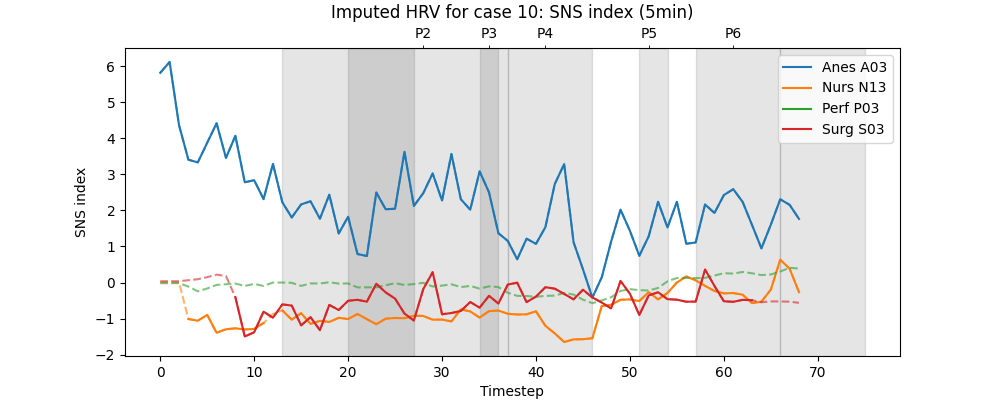 Imputed HRV for case 10: SNS index (5min)
P2 P3 P4 P5 P6
6
5
4
3
2
1
0
−1
−2
SNS index
Anes A03
Nurs N13
Perf P03
Surg S03
0 10 20 30 40 50 60 70
Timestep